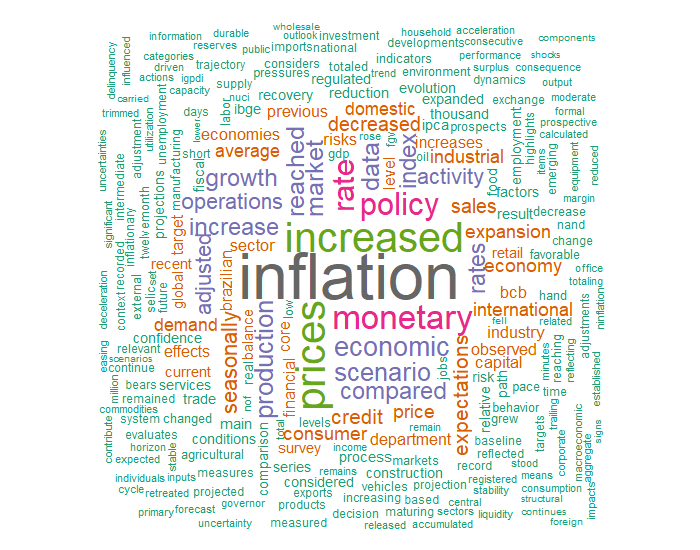 wholesale
information durable outlook investment household acceleration components
reserves public imports national developments consecutive
categories considers indicators performance shocks
driven trajectory totaled environment surplus consequence
delinquency influenced actions igpdi pressures regulated trend dynamics output
capacity supply recovery reduction evolution expanded exchange moderate
carried nuci labor ibge previous domestic thousand formal
trimmed days decreased ipca prospects prospective
utilization unemployment lower economies risks rose fgv increases employment highlights calculated
uncertainties adjustment manufacturing short average gdp oil industrial items emerging equipment reduced
intermediate projections fiscal growth reached market rate data level index activity food factors margin
significant inflationary twelve month target operations policy sales result decrease nand
context recorded increase increased expansion change
deceleration external selic set recent global adjusted brazilian sector rates retail favorable
future inflation economy office
bcb hand totaling
easing confidence demand seasonally production prices monetary international fell related adjustments ninflation
scenarios relevant effects real balance core low economic industry minutes
continue current not financial scenario jobs expectations observed reaching reflecting
million bears services compared capital risk path pace time established
commodities remained trade credit price relative behavior trailing
contribute system changed main levels remain grew targets
evaluates conditions total consumer department baseline corporate macroeconomic signs
horizon stable agricultural comparison survey income reflected aggregate
expected process markets record stood
individuals inputs measures series remains construction registered means impacts
cycle retreated projected considered vehicles projection stability consumption
exports increasing based central structural
primary forecast governor products decision maturing sectors liquidity continues
uncertainty measured released accumulated foreign